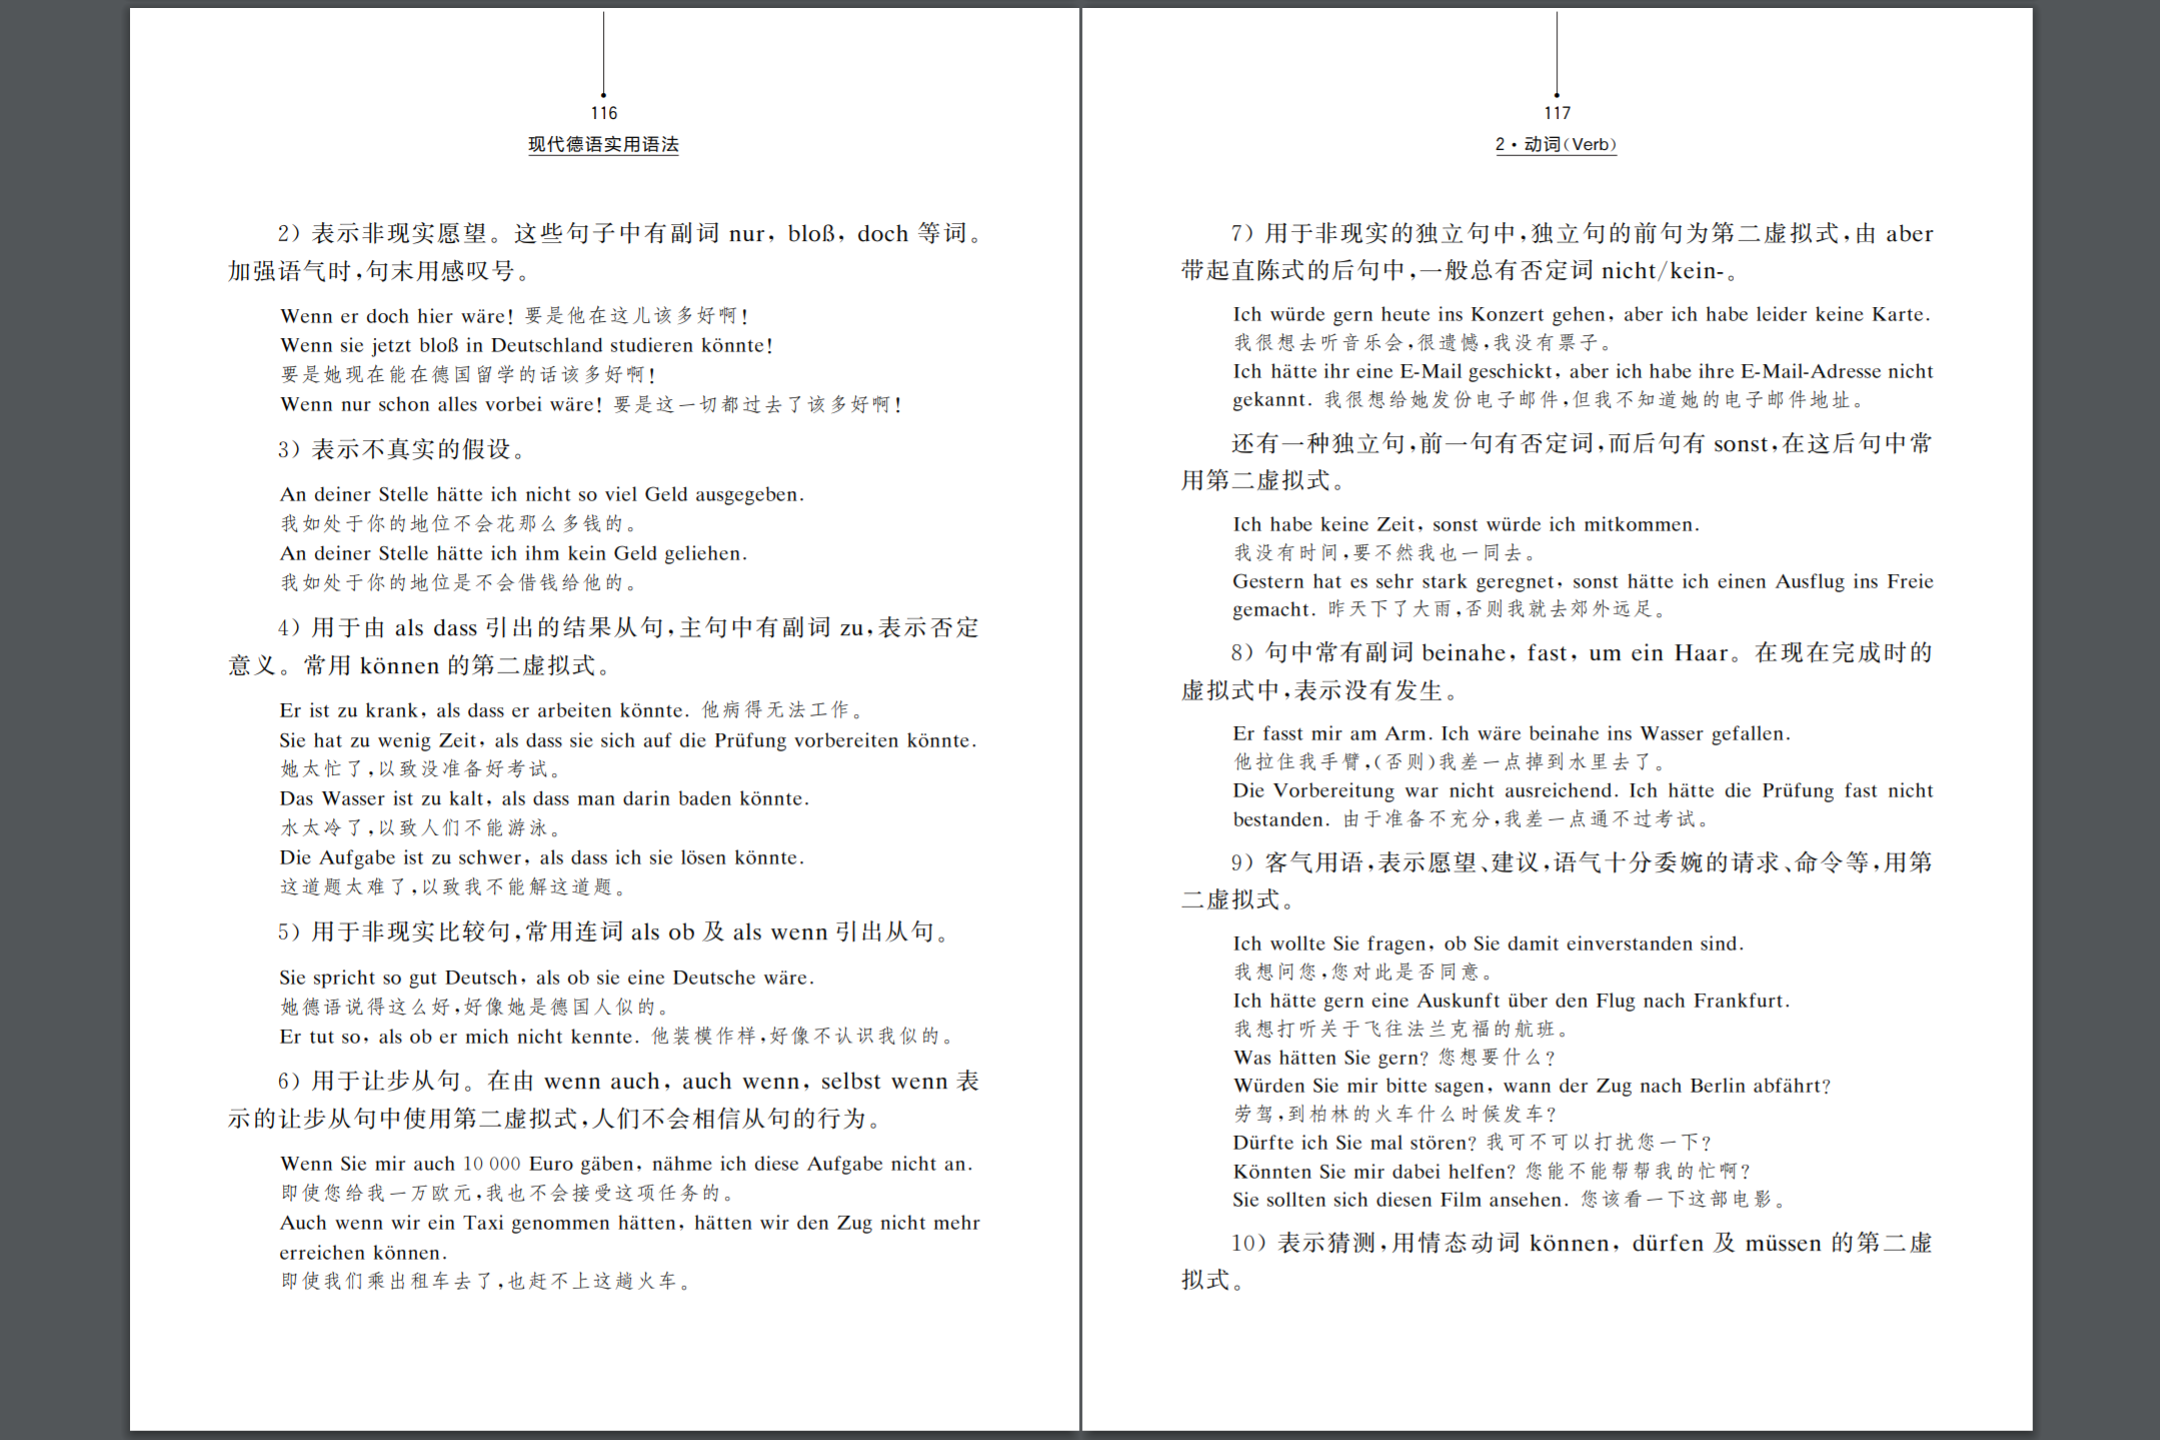 116
现代德语实用语法
2) 表示非现实愿望。这些句子中有副词 nur, bloß, doch 等词。
加强语气时,句末用感叹号。
Wenn er doch hier wäre! 要是他在这儿该多好啊!
Wenn sie jetzt bloß in Deutschland studieren könnte!
要是她现在能在德国留学的话该多好啊!
Wenn nur schon alles vorbei wäre! 要是这一切都过去了该多好啊!
3) 表示不真实的假设。
An deiner Stelle hätte ich nicht so viel Geld ausgegeben.
我如处于你的地位不会花那么多钱的。
An deiner Stelle hätte ich ihm kein Geld geliehen.
我如处于你的地位是不会借钱给他的。
4) 用于由 als dass 引出的结果从句,主句中有副词 zu,表示否定
意义。常用 können 的第二虚拟式。
Er ist zu krank, als dass er arbeiten könnte. 他病得无法工作。
Sie hat zu wenig Zeit, als dass sie sich auf die Prüfung vorbereiten könnte.
她太忙了,以致没准备好考试。
Das Wasser ist zu kalt, als dass man darin baden könnte.
水太冷了,以致人们不能游泳。
Die Aufgabe ist zu schwer, als dass ich sie lösen könnte.
这道题太难了,以致我不能解这道题。
5) 用于非现实比较句,常用连词 als ob 及 als wenn 引出从句。
Sie spricht so gut Deutsch, als ob sie eine Deutsche wäre.
她德语说得这么好,好像她是德国人似的。
Er tut so, als ob er mich nicht kennte. 他装模作样,好像不认识我似的。
6) 用于让步从句。在由 wenn auch, auch wenn, selbst wenn 表
示的让步从句中使用第二虚拟式,人们不会相信从句的行为。
Wenn Sie mir auch 10 000 Euro gäben, nähme ich diese Aufgabe nicht an.
即使您给我一万欧元,我也不会接受这项任务的。
Auch wenn wir ein Taxi genommen hätten, hätten wir den Zug nicht mehr
erreichen können.
即使我们乘出租车去了,也赶不上这趟火车。
117
2·动词(Verb)
7) 用于非现实的独立句中,独立句的前句为第二虚拟式,由 aber
带起直陈式的后句中,一般总有否定词 nicht/kein-。
Ich würde gern heute ins Konzert gehen, aber ich habe leider keine Karte.
我很想去听音乐会,很遗憾,我没有票子。
Ich hätte ihr eine E-Mail geschickt, aber ich habe ihre E-Mail-Adresse nicht
gekannt. 我很想给她发份电子邮件,但我不知道她的电子邮件地址。
还有一种独立句,前一句有否定词,而后句有 sonst,在这后句中常
用第二虚拟式。
Ich habe keine Zeit, sonst würde ich mitkommen.
我没有时间,要不然我也一同去。
Gestern hat es sehr stark geregnet, sonst hätte ich einen Ausflug ins Freie
gemacht. 昨天下了大雨,否则我就去郊外远足。
8) 句中常有副词 beinahe, fast, um ein Haar。在现在完成时的
虚拟式中,表示没有发生。
Er fasst mir am Arm. Ich wäre beinahe ins Wasser gefallen.
他拉住我手臂,(否则)我差一点掉到水里去了。
Die Vorbereitung war nicht ausreichend. Ich hätte die Prüfung fast nicht
bestanden. 由于准备不充分,我差一点通不过考试。
9) 客气用语,表示愿望、建议,语气十分委婉的请求、命令等,用第
二虚拟式。
Ich wollte Sie fragen, ob Sie damit einverstanden sind.
我想问您,您对此是否同意。
Ich hätte gern eine Auskunft über den Flug nach Frankfurt.
我想打听关于飞往法兰克福的航班。
Was hätten Sie gern? 您想要什么?
Würden Sie mir bitte sagen, wann der Zug nach Berlin abfährt?
劳驾,到柏林的火车什么时候发车?
Dürfte ich Sie mal stören? 我可不可以打扰您一下?
Könnten Sie mir dabei helfen? 您能不能帮帮我的忙啊?
Sie sollten sich diesen Film ansehen. 您该看一下这部电影。
10) 表示猜测,用情态动词 können, dürfen 及 müssen 的第二虚
拟式。